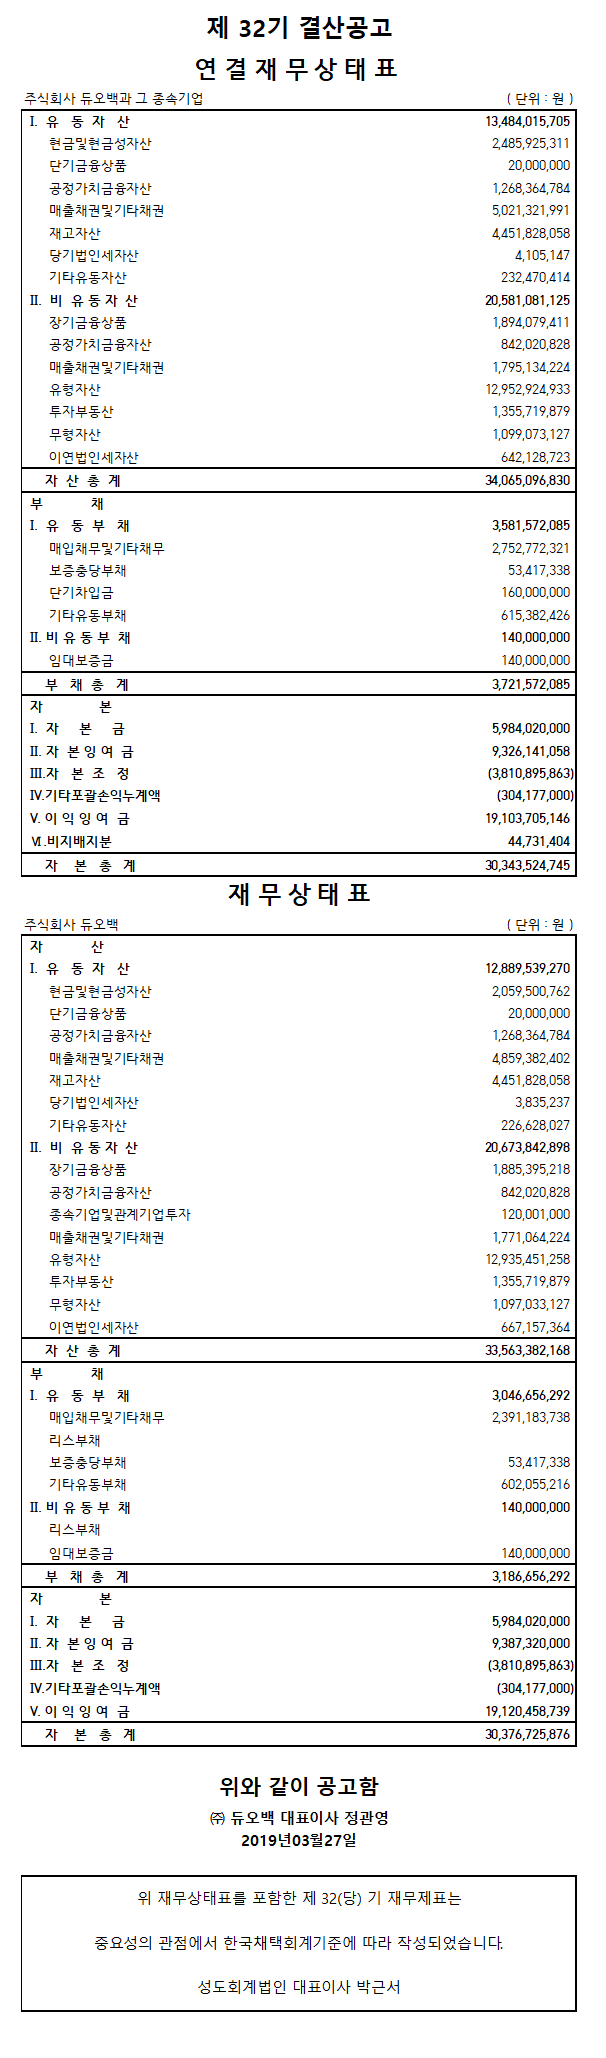 제 32기 결산공고
연 결 재 무 상 태 표
주식회사 듀오백과 그 종속기업 ( 단위 : 원 )
I. 유 동 자 산 13,484,015,705
현금및현금성자산 2,485,925,311
단기금융상품 20,000,000
공정가치금융자산 1,268,364,784
매출채권및기타채권 5,021,321,991
재고자산 4,451,828,058
당기법인세자산 4,105,147
기타유동자산 232,470,414
II. 비 유 동 자 산 20,581,081,125
장기금융상품 1,894,079,411
공정가치금융자산 842,020,828
매출채권및기타채권 1,795,134,224
유형자산 12,952,924,933
투자부동산 1,355,719,879
무형자산 1,099,073,127
이연법인세자산 642,128,723
자 산 총 계 34,065,096,830
부 채
I. 유 동 부 채 3,581,572,085
매입채무및기타채무 2,752,772,321
보증충당부채 53,417,338
단기차입금 160,000,000
기타유동부채 615,382,426
II. 비 유 동 부 채 140,000,000
임대보증금 140,000,000
부 채 총 계 3,721,572,085
자 본
I. 자 본 금 5,984,020,000
II. 자 본 잉 여 금 9,326,141,058
III.자 본 조 정 (3,810,895,863)
IV.기타포괄손익누계액 (304,177,000)
V. 이 익 잉 여 금 19,103,705,146
VI.비지배지분 44,731,404
자 본 총 계 30,343,524,745
재 무 상 태 표
주식회사 듀오백 ( 단위 : 원 )
자 산
I. 유 동 자 산 12,889,539,270
현금및현금성자산 2,059,500,762
단기금융상품 20,000,000
공정가치금융자산 1,268,364,784
매출채권및기타채권 4,859,382,402
재고자산 4,451,828,058
당기법인세자산 3,835,237
기타유동자산 226,628,027
II. 비 유 동 자 산 20,673,842,898
장기금융상품 1,885,395,218
공정가치금융자산 842,020,828
종속기업및관계기업투자 120,001,000
매출채권및기타채권 1,771,064,224
유형자산 12,935,451,258
투자부동산 1,355,719,879
무형자산 1,097,033,127
이연법인세자산 667,157,364
자 산 총 계 33,563,382,168
부 채
I. 유 동 부 채 3,046,656,292
매입채무및기타채무 2,391,183,738
리스부채
보증충당부채 53,417,338
기타유동부채 602,055,216
II. 비 유 동 부 채 140,000,000
리스부채
임대보증금 140,000,000
부 채 총 계 3,186,656,292
자 본
I. 자 본 금 5,984,020,000
II. 자 본 잉 여 금 9,387,320,000
III.자 본 조 정 (3,810,895,863)
IV.기타포괄손익누계액 (304,177,000)
V. 이 익 잉 여 금 19,120,458,739
자 본 총 계 30,376,725,876
위와 같이 공고함
㈜ 듀오백 대표이사 정관영
2019년03월27일
위 재무상태표를 포함한 제 32(당) 기 재무제표는
중요성의 관점에서 한국채택회계기준에 따라 작성되었습니다.
성도회계법인 대표이사 박근서